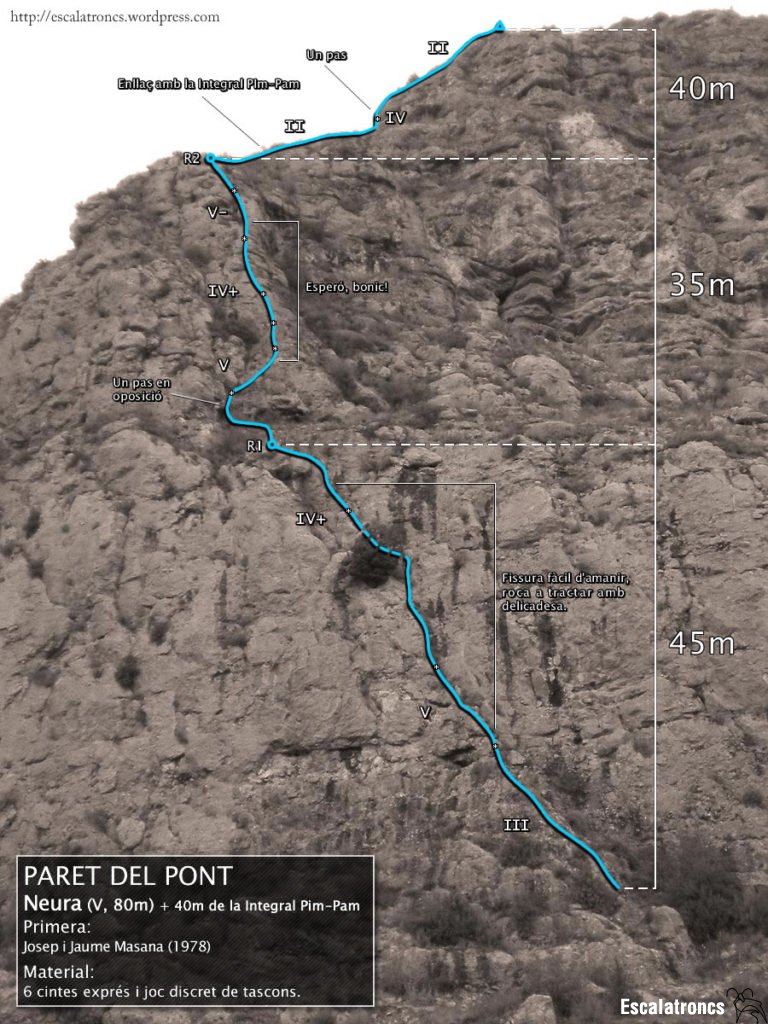 http://escalatroncs.wordpress.com
II
Un pas
40m
Enllaç amb la Integral Pim-Pam
IV
II
R2
V-
IV+
Esperó, bonic!
35m
V
Un pas en
oposició
R1
IV+
Fissura fàcil d'amanir,
roca a tractar amb
delicadesa.
45m
V
III
PARET DEL PONT
Neura (V, 80m) + 40m de la Integral Pim-Pam
Primera:
Josep i Jaume Masana (1978)
Material:
6 cintes exprés i joc discret de tascons.
Escalatroncs